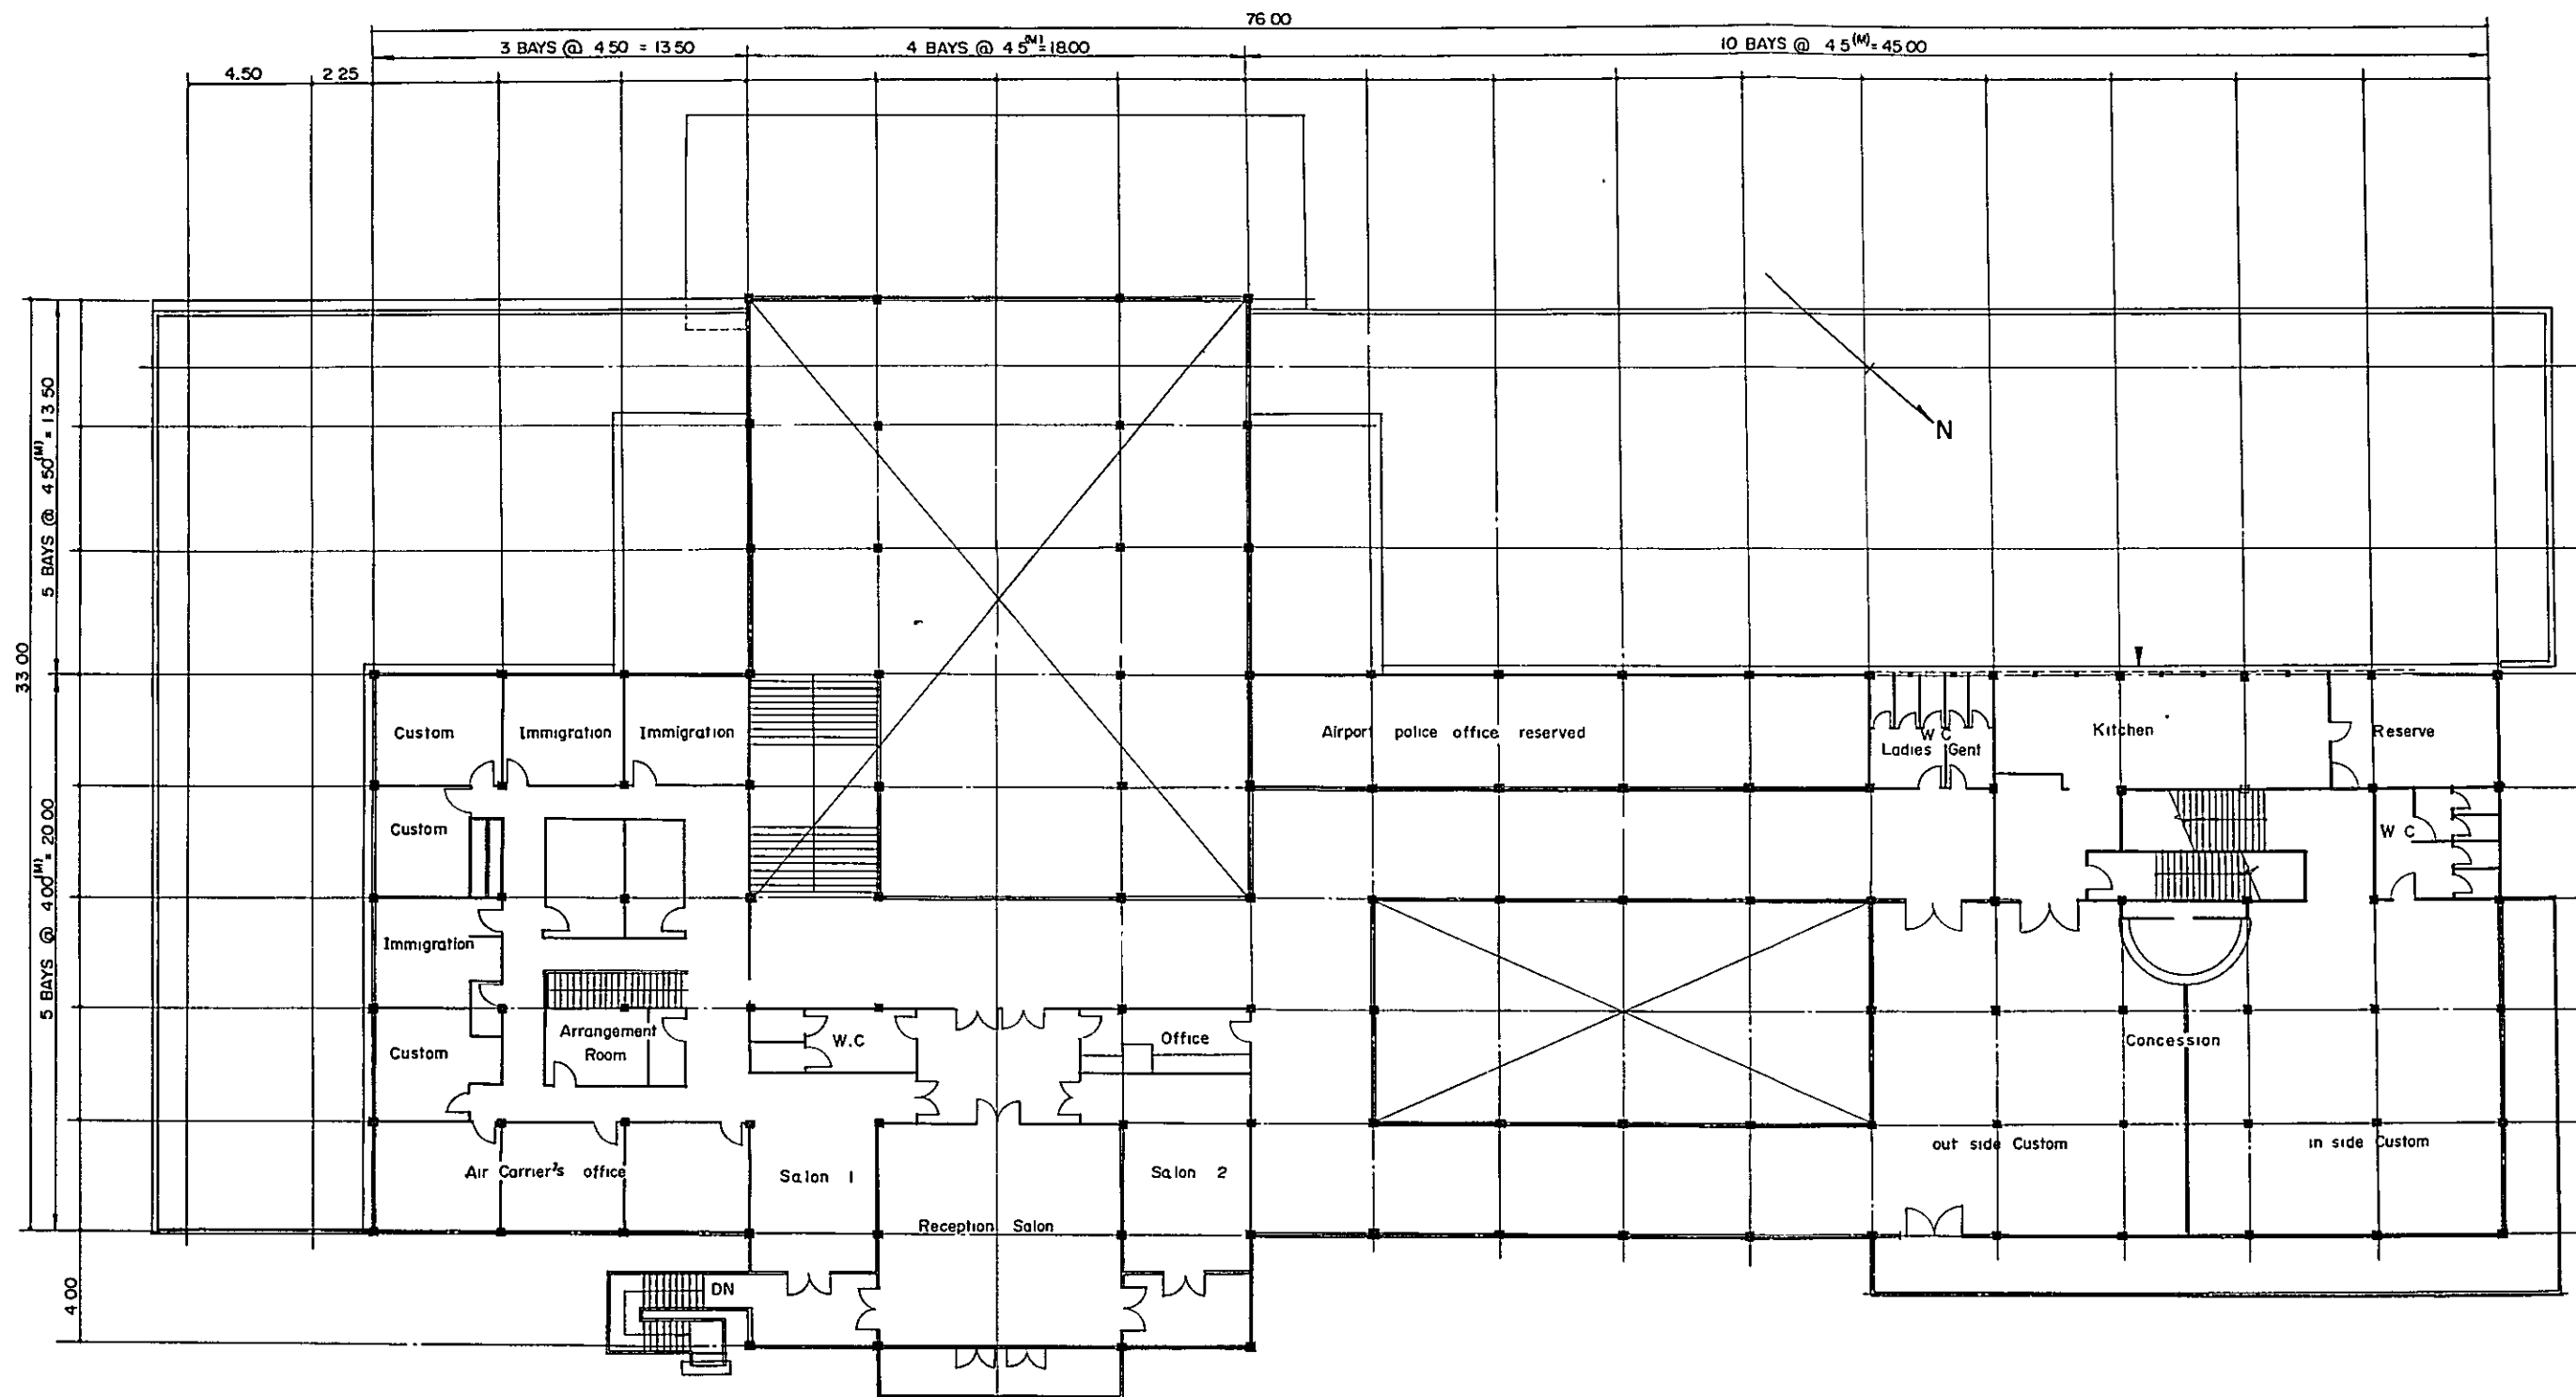 76 00
3 BAYS @ 4 50 = 13 50
4 BAYS @ 4 5(M) = 18.00
10 BAYS @ 4 5(M) = 45 00
4.50
2 25
N
5 BAYS @ 4 50(M) = 13 50
33 00
5 BAYS @ 4 00(M) = 20 00
4 00
Custom
Immigration
Immigration
Airport police office reserved
W C
Ladies Gent
Kitchen
Reserve
Custom
W C
Immigration
Arrangement
Room
W.C
Office
Custom
Concession
out side Custom
in side Custom
Air Carrier's office
Salon 1
Salon 2
Reception Salon
DN